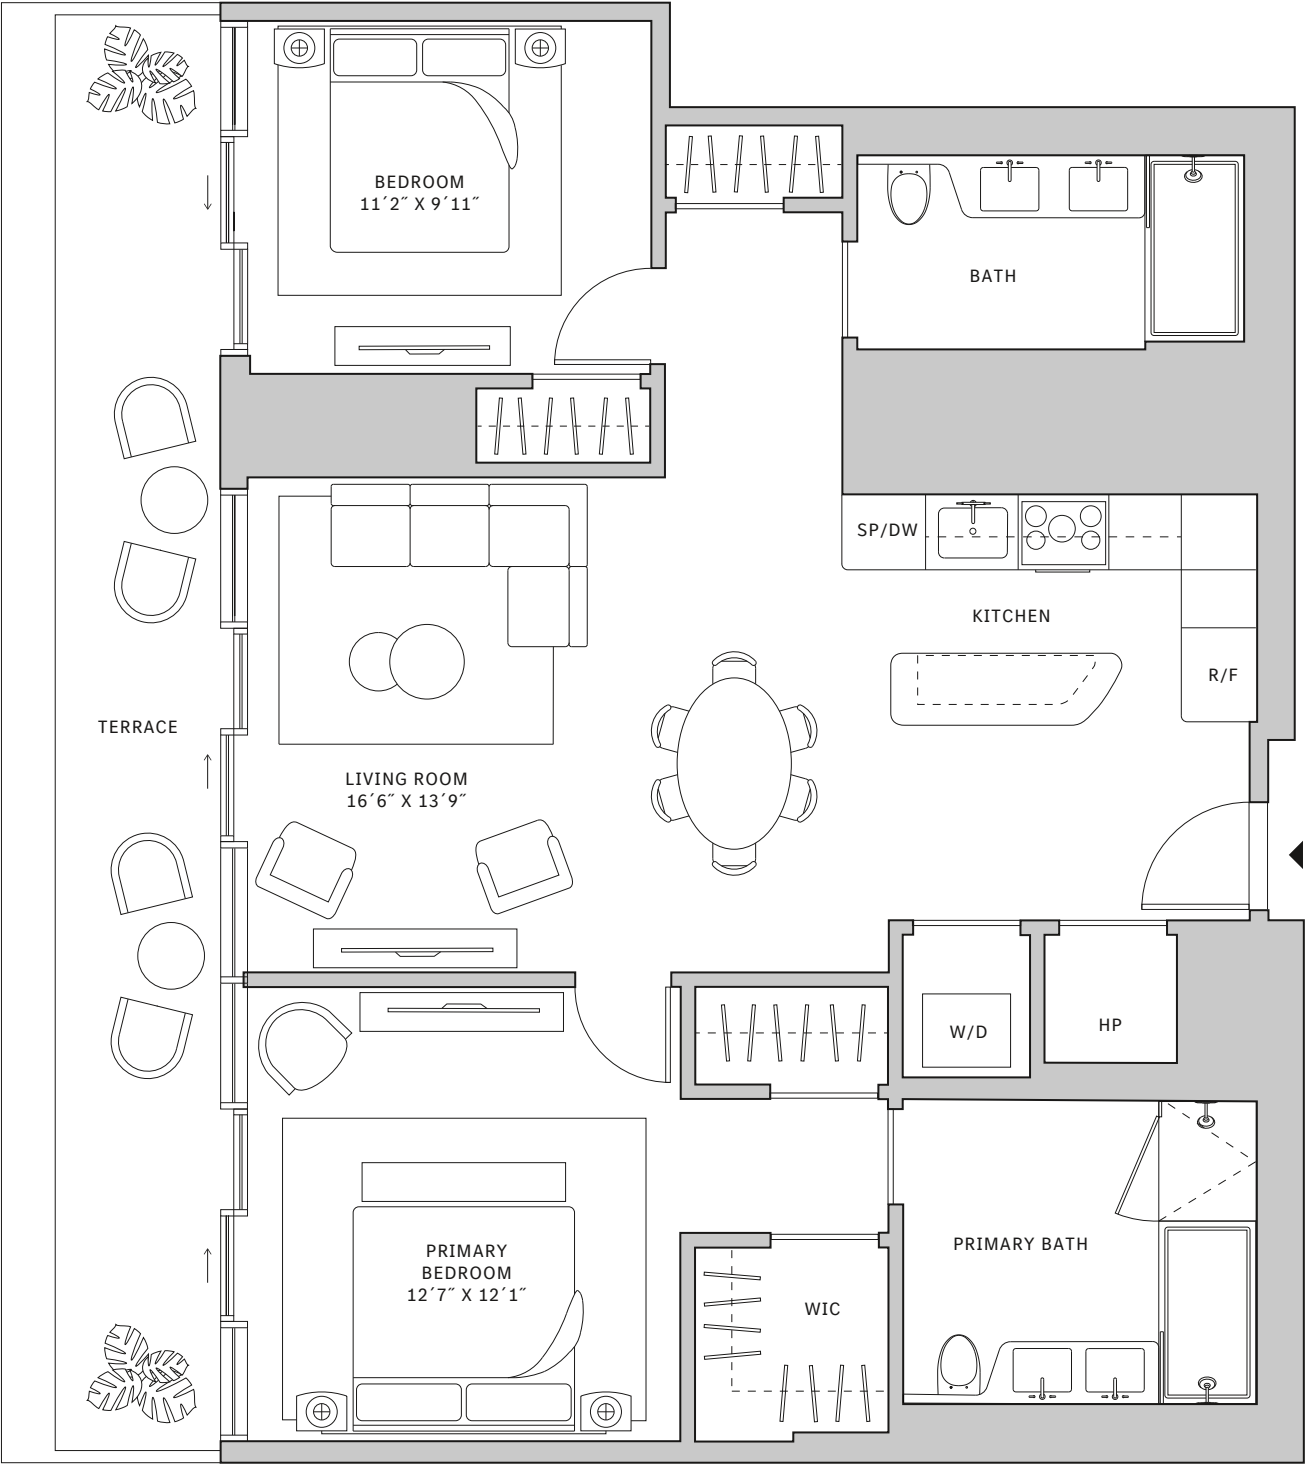 BEDROOM
11´2˝ X 9´11˝
BATH
SP/DW
KITCHEN
R/F
TERRACE
LIVING ROOM
16´6˝ X 13´9˝
W/D
HP
PRIMARY
BEDROOM
12´7˝ X 12´1˝
PRIMARY BATH
WIC